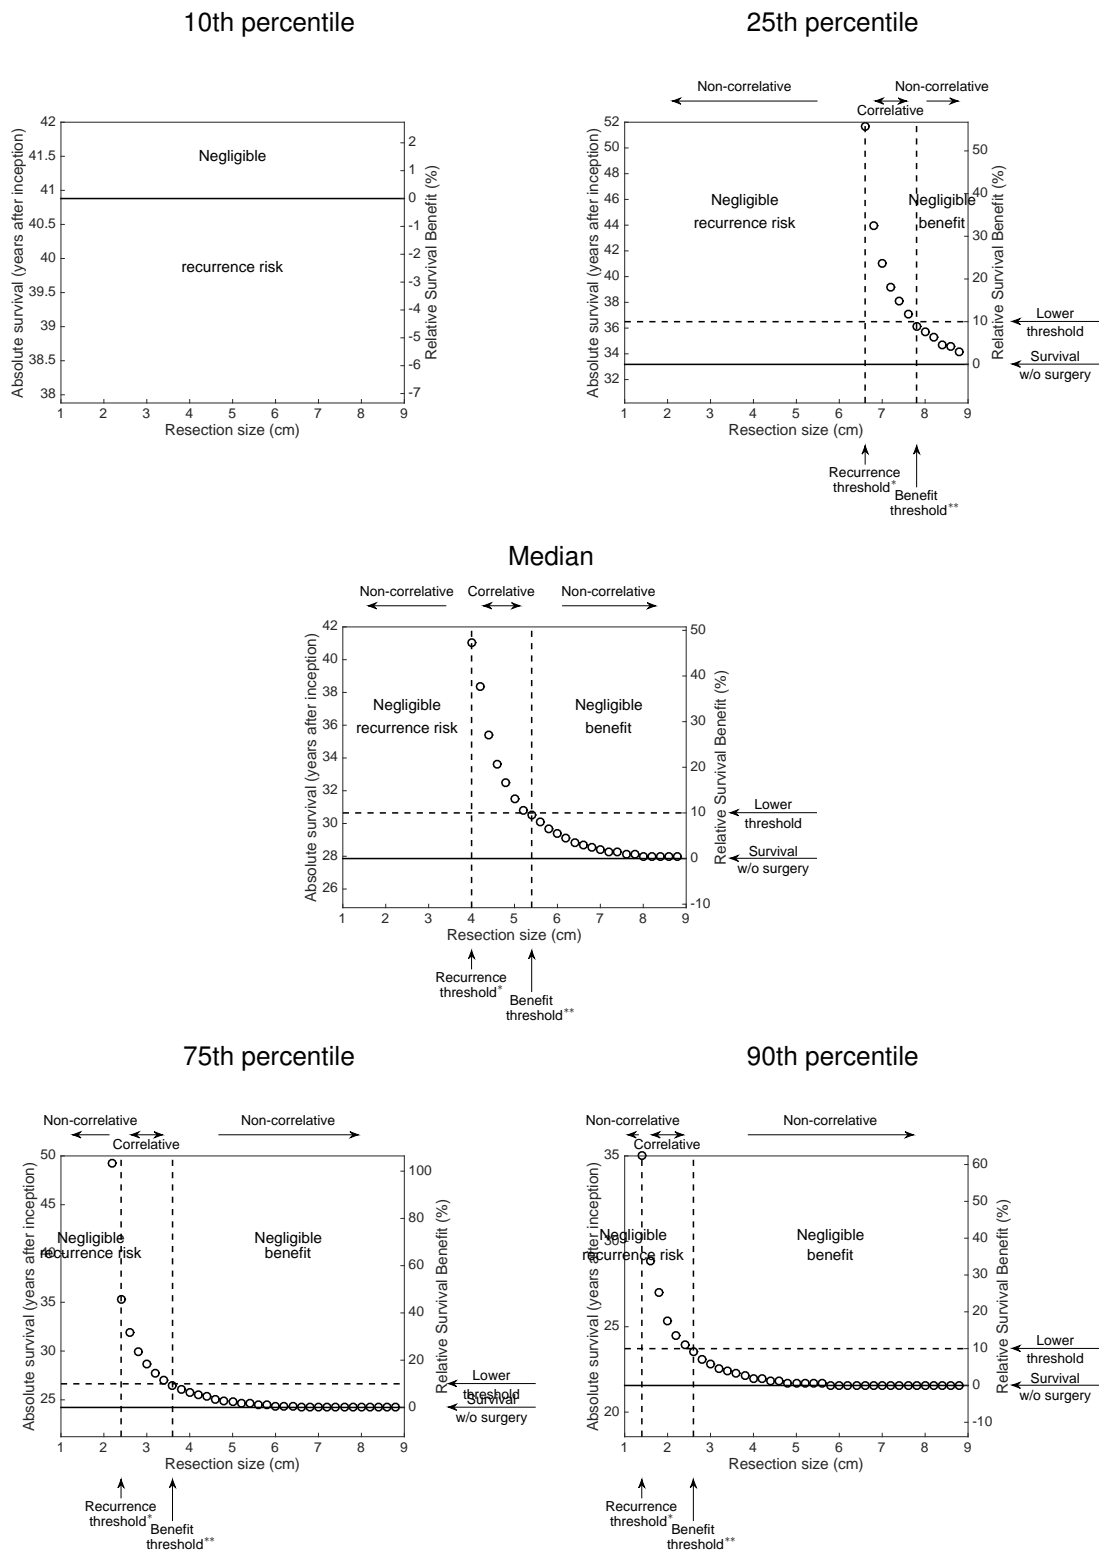 10th percentile
25th percentile
Non-correlative
Non-correlative
Correlative
42
41.5
41
40.5
40
39.5
39
38.5
38
Absolute survival (years after inception)
Negligible
recurrence risk
2
1
0
-1
-2
-3
-4
-5
-6
-7
Relative Survival Benefit (%)
1 2 3 4 5 6 7 8 9
Resection size (cm)
52
50
48
46
44
42
40
38
36
34
32
Absolute survival (years after inception)
Negligible
recurrence risk
Negligible
benefit
50
40
30
20
10
0
Relative Survival Benefit (%)
Lower
threshold
Survival
w/o surgery
1 2 3 4 5 6 7 8 9
Resection size (cm)
Recurrence
threshold*
Benefit
threshold**
Median
Non-correlative
Correlative
Non-correlative
42
40
38
36
34
32
30
28
26
Absolute survival (years after inception)
Negligible
recurrence risk
Negligible
benefit
50
40
30
20
10
0
-10
Relative Survival Benefit (%)
Lower
threshold
Survival
w/o surgery
1 2 3 4 5 6 7 8 9
Resection size (cm)
Recurrence
threshold*
Benefit
threshold**
75th percentile
90th percentile
Non-correlative
Correlative
Non-correlative
50
45
40
35
30
25
Absolute survival (years after inception)
Negligible
recurrence risk
Negligible
benefit
100
80
60
40
20
0
Relative Survival Benefit (%)
Lower
threshold
Survival
w/o surgery
1 2 3 4 5 6 7 8 9
Resection size (cm)
Recurrence
threshold*
Benefit
threshold**
Non-correlative
Correlative
Non-correlative
35
30
25
20
Absolute survival (years after inception)
Negligible
recurrence risk
Negligible
benefit
60
50
40
30
20
10
0
-10
Relative Survival Benefit (%)
Lower
threshold
Survival
w/o surgery
1 2 3 4 5 6 7 8 9
Resection size (cm)
Recurrence
threshold*
Benefit
threshold**